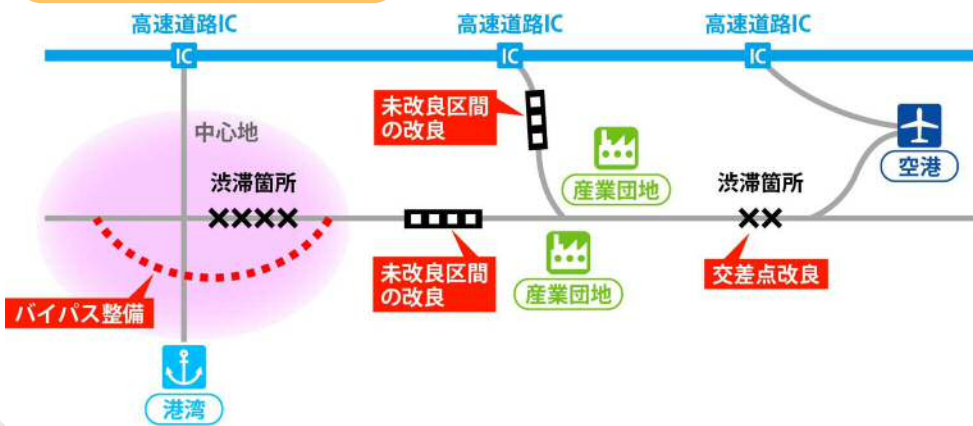 高速道路IC
高速道路IC
高速道路IC
IC
IC
IC
未改良区間
の改良
中心地
渋滞箇所
産業団地
渋滞箇所
空港
未改良区間
の改良
産業団地
交差点改良
バイパス整備
港湾